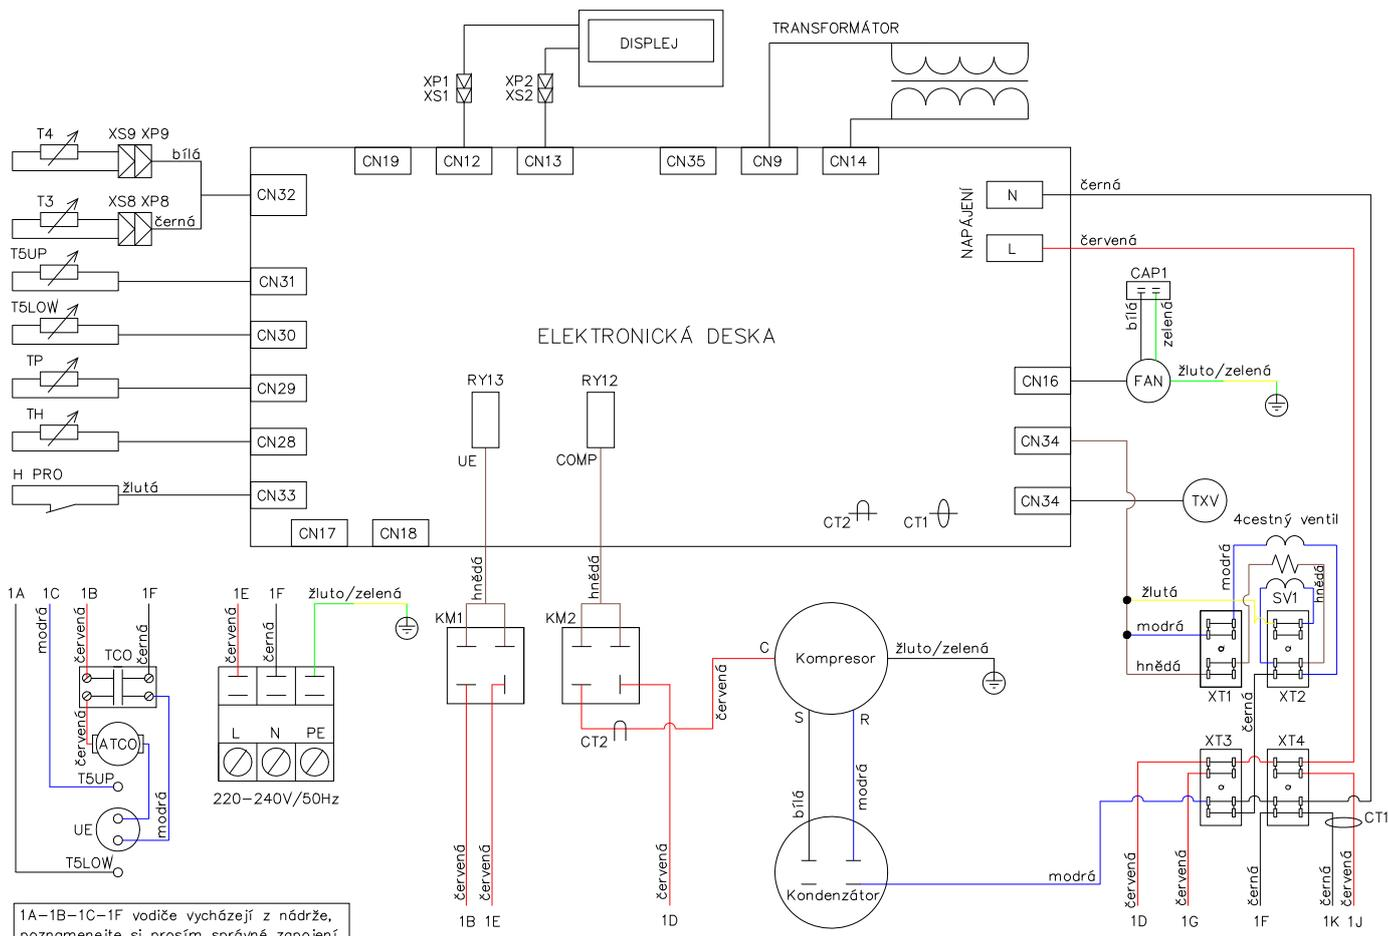 TRANSFORMÁTOR
DISPLEJ
XP1
XS1
XP2
XS2
T4
XS9 XP9
bílá
CN19
CN12
CN13
CN35
CN9
CN14
CN32
T3
XS8 XP8
černá
NAPÁJENÍ
N
černá
L
červená
T5UP
CN31
T5LOW
CN30
TP
CN29
TH
CN28
H PRO
žlutá
CN33
CN17
CN18
ELEKTRONICKÁ DESKA
RY13
RY12
UE
COMP
CT2
CT1
CAP1
bílá
zelená
CN16
FAN
žluto/zelená
CN34
CN34
TXV
4cestný ventil
modrá
hnědá
SV1
žlutá
modrá
hnědá
XT1
XT2
černá
1A
1C
1B
1F
modrá
červená
černá
TCO
červená
ATCO
T5UP
modrá
UE
T5LOW
1E
1F
žluto/zelená
červená
černá
L
N
PE
220-240V/50Hz
hnědá
hnědá
KM1
KM2
C
Kompresor
žluto/zelená
červená
CT2
S
R
bílá
modrá
Kondenzátor
modrá
XT3
XT4
CT1
červená
červená
červená
červená
červená
černá
černá
červená
1B
1E
1D
1D
1G
1F
1K
1J
1A-1B-1C-1F vodiče vycházejí z nádrže,
poznamenejte si prosím správné zapojení